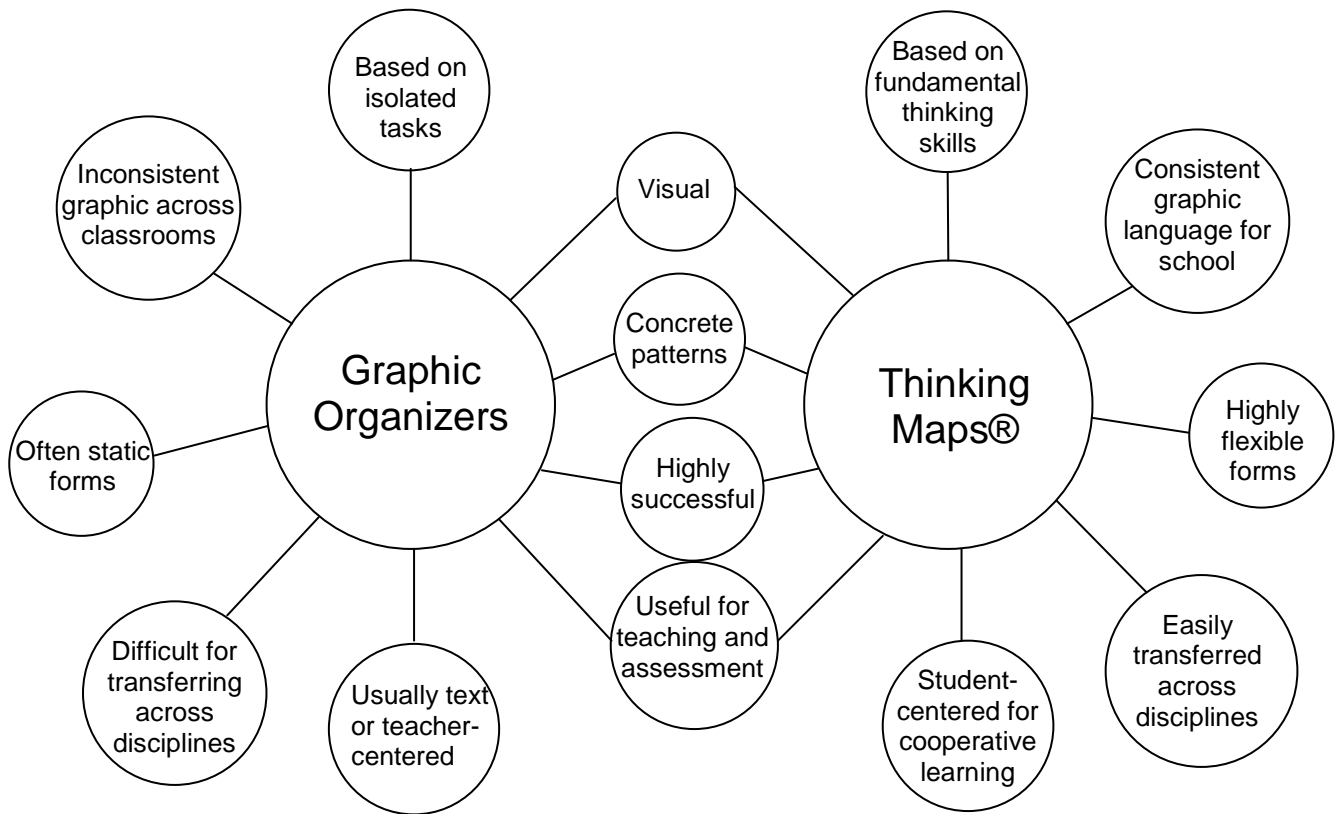 Based on
isolated
tasks
Based on
fundamental
thinking
skills
Inconsistent
graphic across
classrooms
Visual
Consistent
graphic
language for
school
Concrete
patterns
Graphic
Organizers
Thinking
Maps®
Often static
forms
Highly
successful
Highly
flexible
forms
Difficult for
transferring
across
disciplines
Usually text
or teacher-
centered
Useful for
teaching and
assessment
Student-
centered for
cooperative
learning
Easily
transferred
across
disciplines